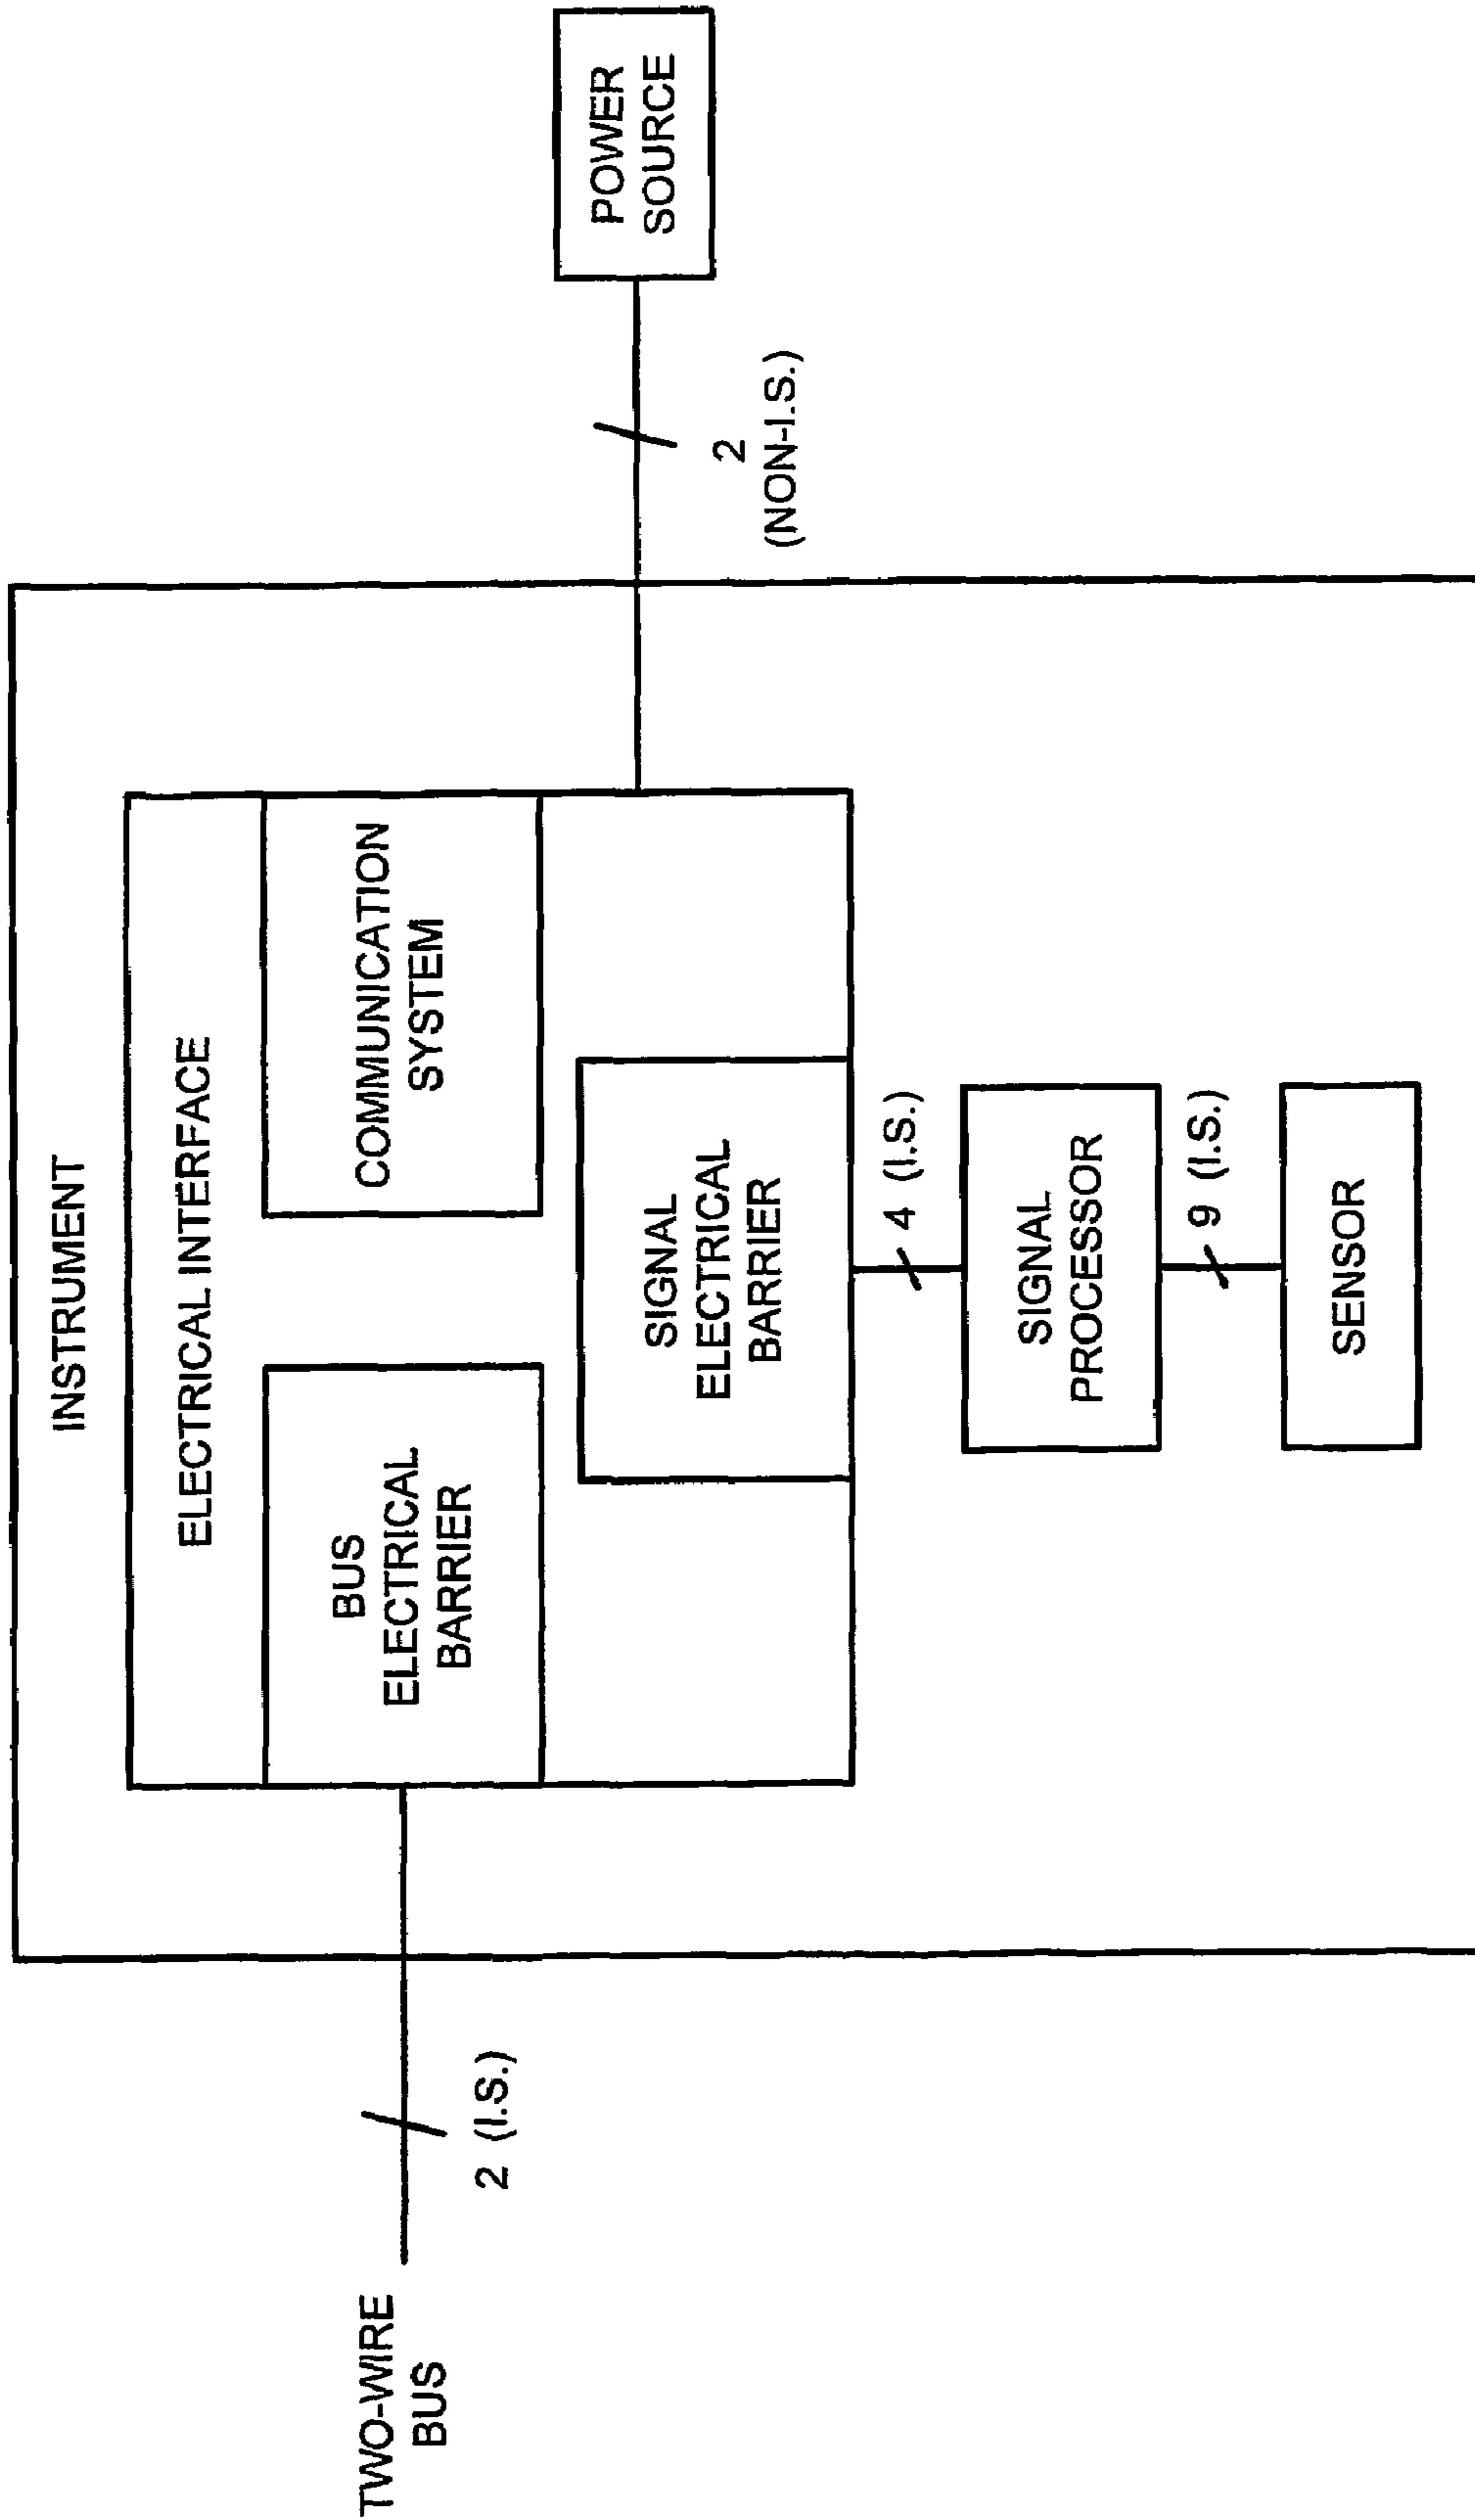 INSTRUMENT
ELECTRICAL INTERFACE
BUS
ELECTRICAL
BARRIER
COMMUNICATION
SYSTEM
TWO-WIRE
BUS
2 (I.S.)
SIGNAL
ELECTRICAL
BARRIER
POWER
SOURCE
2
(NON-I.S.)
4 (I.S.)
SIGNAL
PROCESSOR
9 (I.S.)
SENSOR